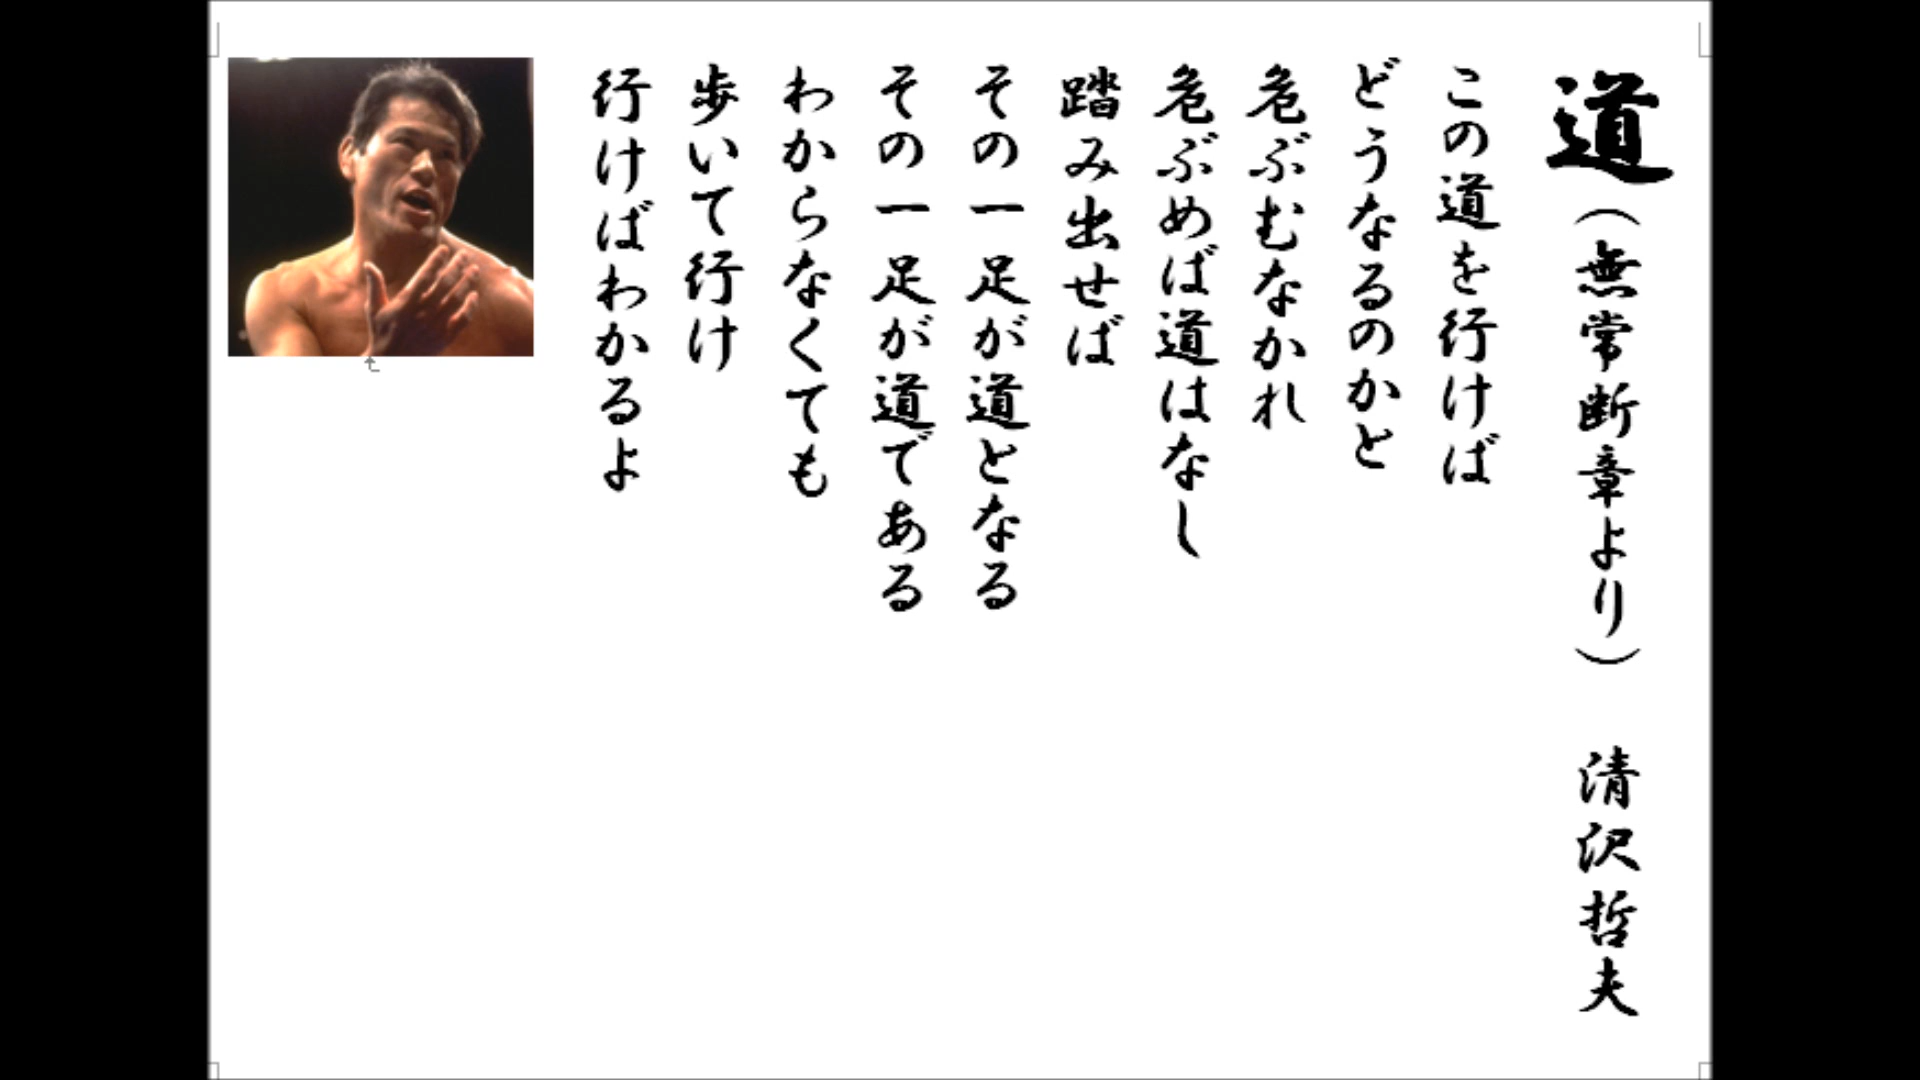 道（無常断章より）　清沢哲夫
この道を行けば
どうなるのかと
危ぶむなかれ
危ぶめば道はなし
踏み出せば
その一足が道となる
その一足が道である
わからなくても
歩いて行け
行けばわかるよ